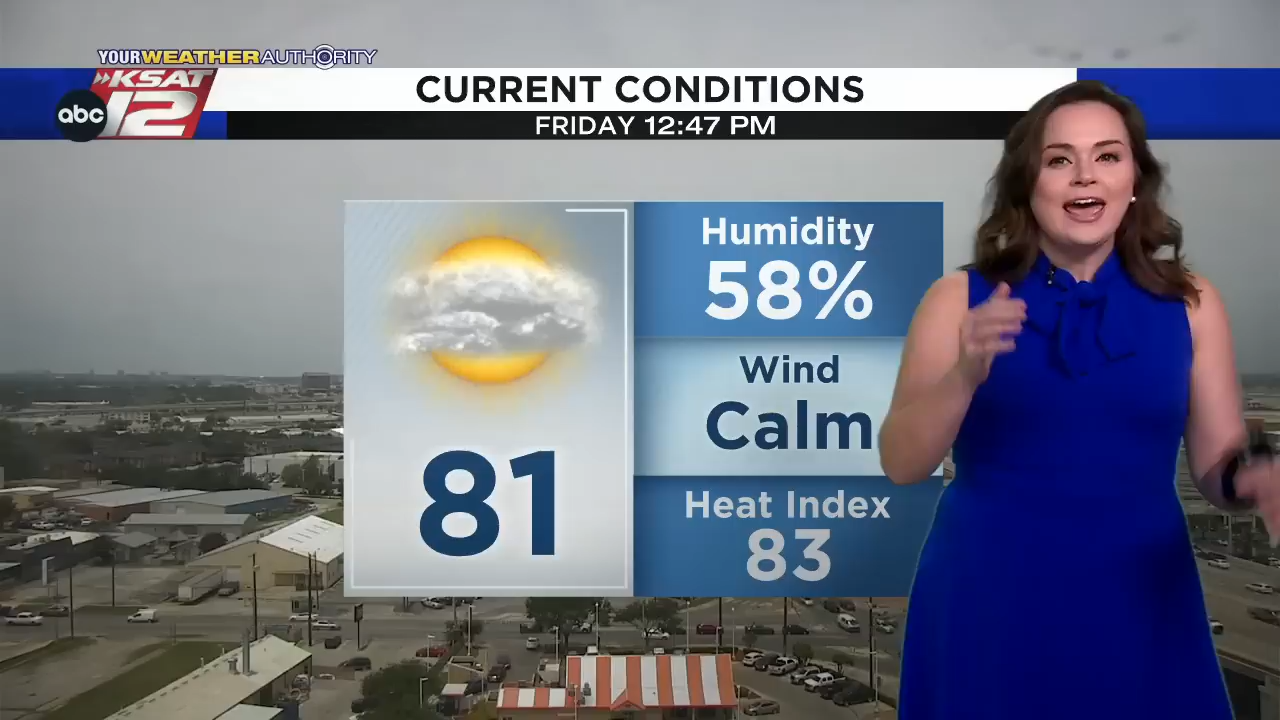 YOUR WEATHER AUTHORITY
KSAT
abc 12
CURRENT CONDITIONS
FRIDAY 12:47 PM
Humidity
58%
Wind
Calm
81
Heat Index
83